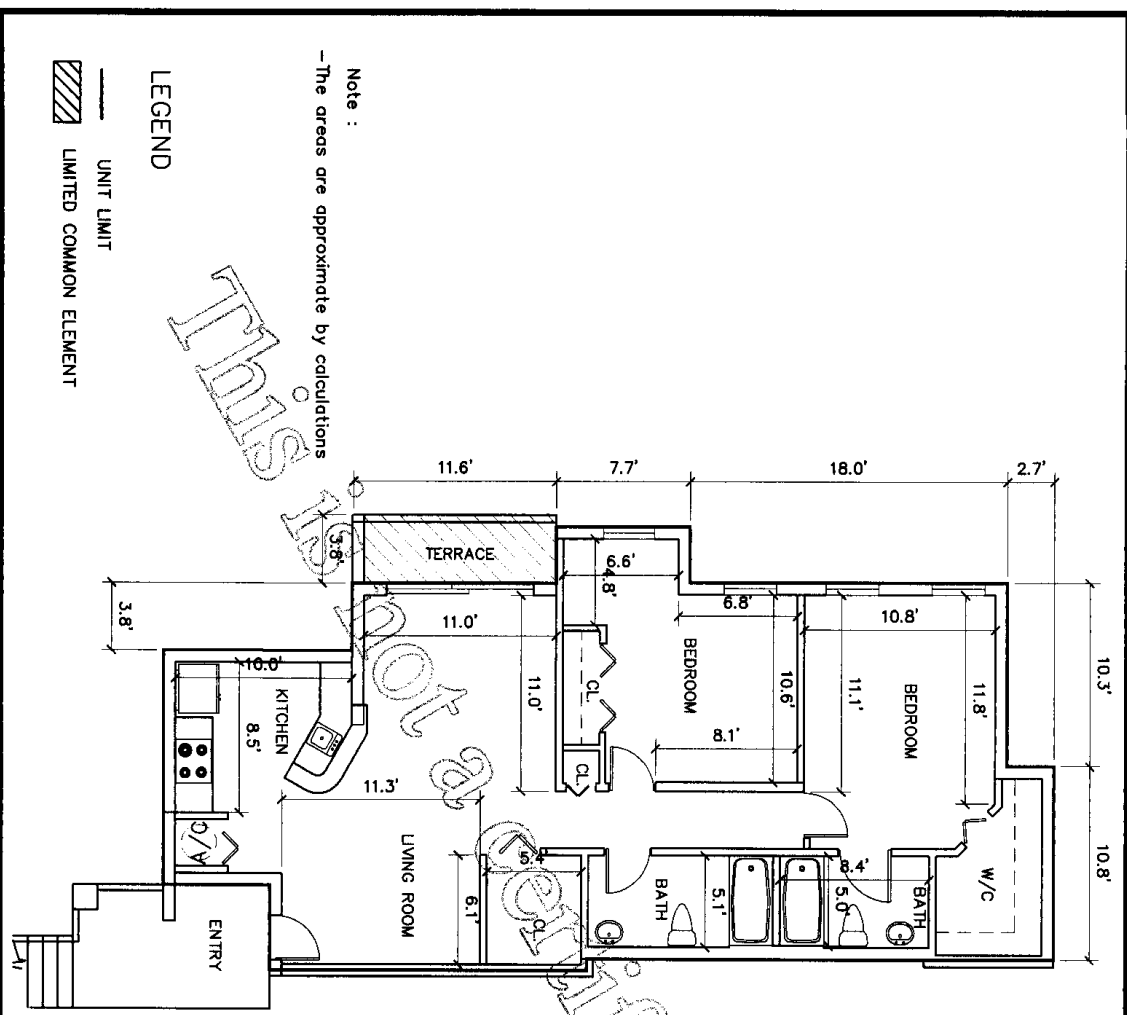 Note :
-The areas are approximate by calculations
LEGEND
UNIT LIMIT
LIMITED COMMON ELEMENT
This is not a
11.6'
7.7'
18.0'
2.7'
3.8'
TERRACE
6.6'
4.8'
6.8'
10.8'
10.3'
3.8'
11.0'
11.0'
BEDROOM
10.6'
11.1'
11.8'
BEDROOM
CL.
8.1'
10.0'
KITCHEN
8.5'
CL.
11.3'
10.8'
A/C
LIVING ROOM
5.4'
6.1'
CL.
BATH
5.1'
8.4'
5.0'
BATH
W/C
ENTRY